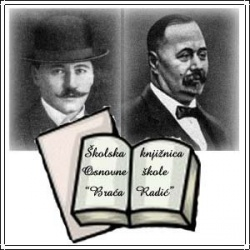 Školska knjižnica
Osnovne škole
"Braća Radić"